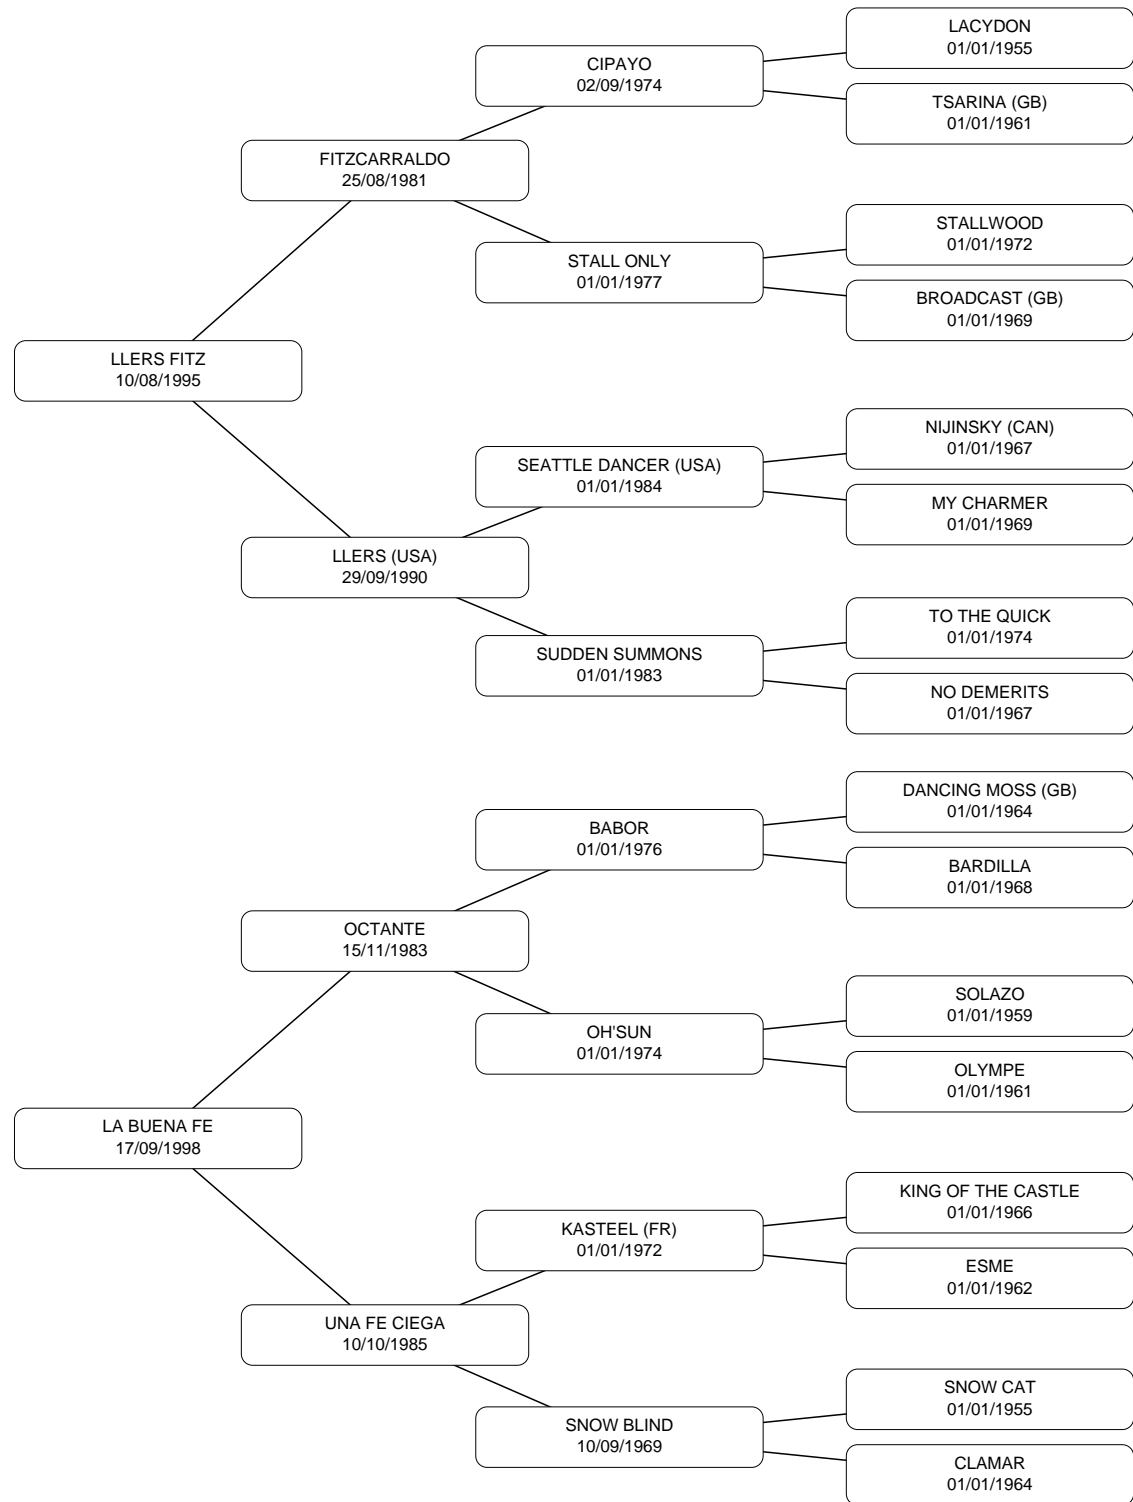 LACYDON
01/01/1955
CIPAYO
02/09/1974
TSARINA (GB)
01/01/1961
FITZCARRALDO
25/08/1981
STALLWOOD
01/01/1972
STALL ONLY
01/01/1977
BROADCAST (GB)
01/01/1969
LLERS FITZ
10/08/1995
NIJINSKY (CAN)
01/01/1967
SEATTLE DANCER (USA)
01/01/1984
MY CHARMER
01/01/1969
LLERS (USA)
29/09/1990
TO THE QUICK
01/01/1974
SUDDEN SUMMONS
01/01/1983
NO DEMERITS
01/01/1967
DANCING MOSS (GB)
01/01/1964
BABOR
01/01/1976
BARDILLA
01/01/1968
OCTANTE
15/11/1983
SOLAZO
01/01/1959
OH'SUN
01/01/1974
OLYMPE
01/01/1961
LA BUENA FE
17/09/1998
KING OF THE CASTLE
01/01/1966
KASTEEL (FR)
01/01/1972
ESME
01/01/1962
UNA FE CIEGA
10/10/1985
SNOW CAT
01/01/1955
SNOW BLIND
10/09/1969
CLAMAR
01/01/1964